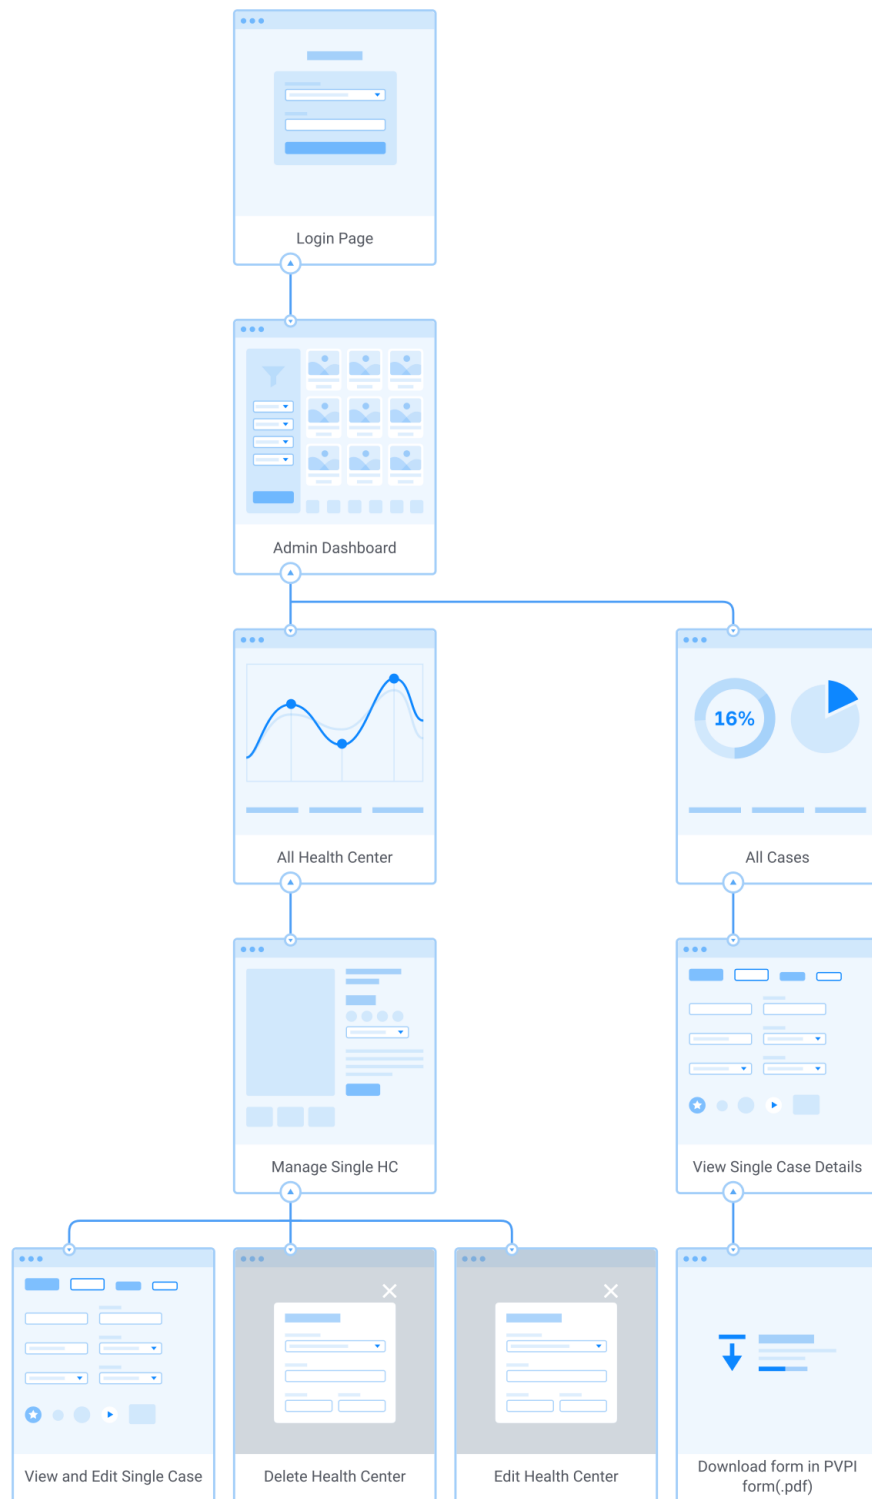 Login Page
Admin Dashboard
All Health Center
16%
All Cases
Manage Single HC
View Single Case Details
View and Edit Single Case
Delete Health Center
Edit Health Center
Download form in PVPI
form(.pdf)